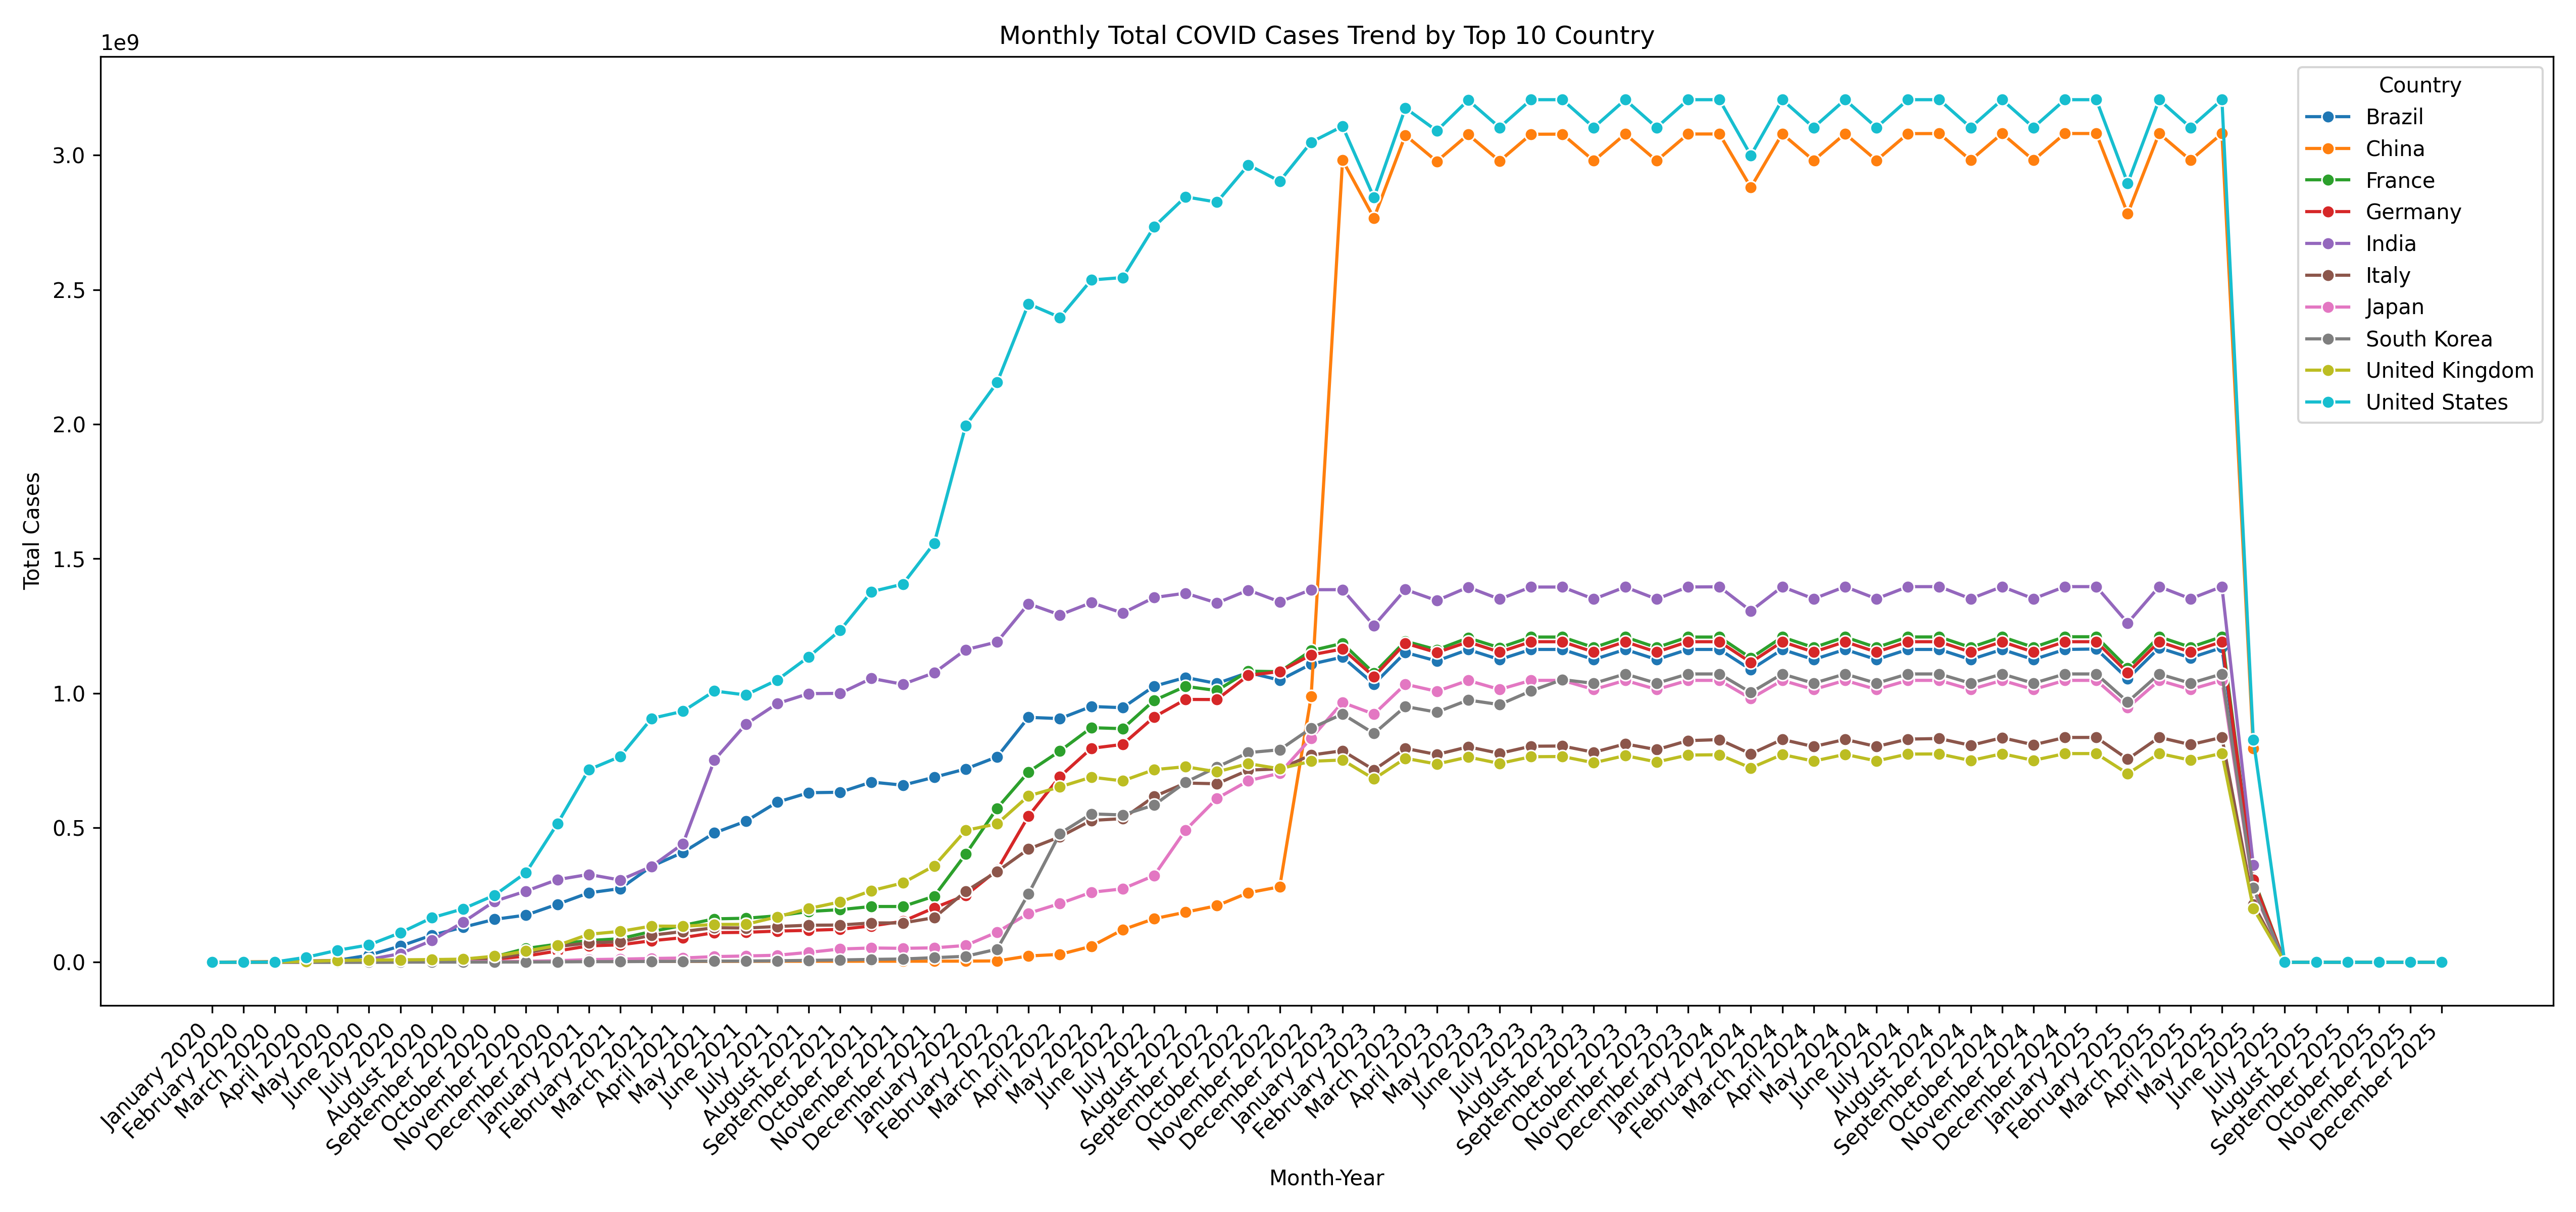 Monthly Total COVID Cases Trend by Top 10 Country
1e9
3.0
2.5
2.0
1.5
1.0
0.5
0.0
Total Cases
Country
Brazil
China
France
Germany
India
Italy
Japan
South Korea
United Kingdom
United States
January 2020
February 2020
March 2020
April 2020
May 2020
June 2020
July 2020
August 2020
September 2020
October 2020
November 2020
December 2020
January 2021
February 2021
March 2021
April 2021
May 2021
June 2021
July 2021
August 2021
September 2021
October 2021
November 2021
December 2021
January 2022
February 2022
March 2022
April 2022
May 2022
June 2022
July 2022
August 2022
September 2022
October 2022
November 2022
December 2022
January 2023
February 2023
March 2023
April 2023
May 2023
June 2023
July 2023
August 2023
September 2023
October 2023
November 2023
December 2023
January 2024
February 2024
March 2024
April 2024
May 2024
June 2024
July 2024
August 2024
September 2024
October 2024
November 2024
December 2024
January 2025
February 2025
March 2025
April 2025
May 2025
June 2025
July 2025
August 2025
September 2025
October 2025
November 2025
December 2025
Month-Year